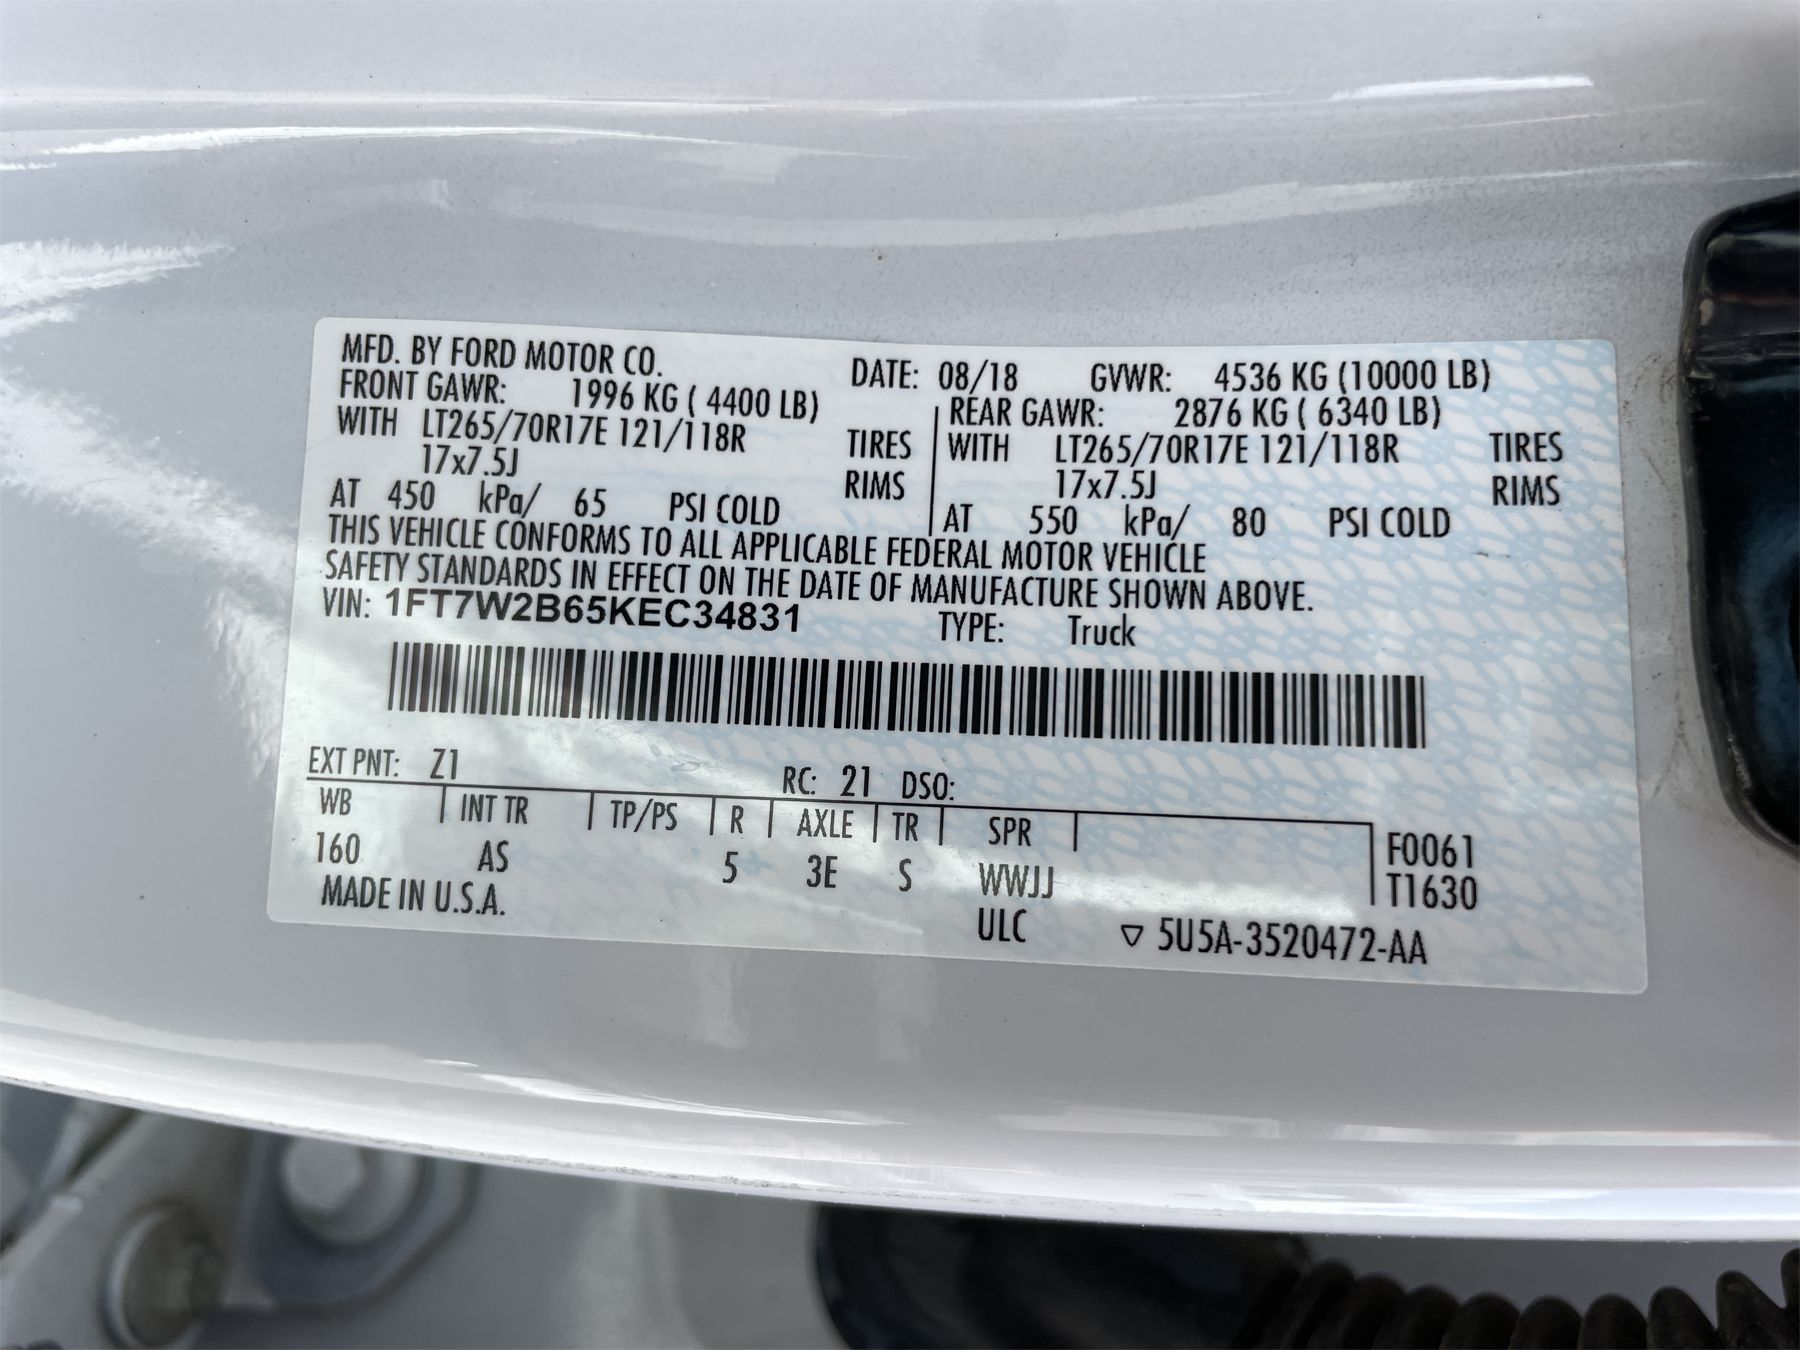 MFD. BY FORD MOTOR CO. DATE: 08/18 GVWR: 4536 KG (10000 LB)
FRONT GAWR: 1996 KG ( 4400 LB) REAR GAWR: 2876 KG ( 6340 LB)
WITH LT265/70R17E 121/118R TIRES WITH LT265/70R17E 121/118R TIRES
17x7.5J RIMS 17x7.5J RIMS
AT 450 kPa/ 65 PSI COLD AT 550 kPa/ 80 PSI COLD
THIS VEHICLE CONFORMS TO ALL APPLICABLE FEDERAL MOTOR VEHICLE
SAFETY STANDARDS IN EFFECT ON THE DATE OF MANUFACTURE SHOWN ABOVE.
VIN: 1FT7W2B65KEC34831 TYPE: Truck
EXT PNT: Z1 RC: 21 DSO:
WB INT TR TP/PS R AXLE TR SPR F0061
160 AS 5 3E S WWJJ T1630
MADE IN U.S.A. ULC ▽ 5U5A-3520472-AA